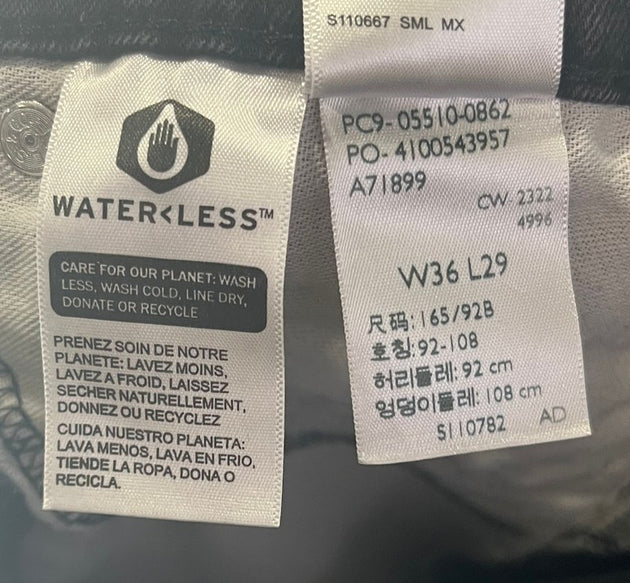 S110667 SML MX
WATER<LESS™
CARE FOR OUR PLANET: WASH
LESS, WASH COLD, LINE DRY,
DONATE OR RECYCLE
PRENEZ SOIN DE NOTRE
PLANETE: LAVEZ MOINS,
LAVEZ A FROID, LAISSEZ
SECHER NATURELLEMENT,
DONNEZ OU RECYCLEZ
CUIDA NUESTRO PLANETA:
LAVA MENOS, LAVA EN FRIO,
TIENDE LA ROPA, DONA O
RECICLA.
PC9-05510-0862
PO-4100543957
A71899
CW 2322
4996
W36 L29
尺码:165/92B
호칭:92-108
허리둘레:92 cm
엉덩이둘레:108 cm
S110782 AD